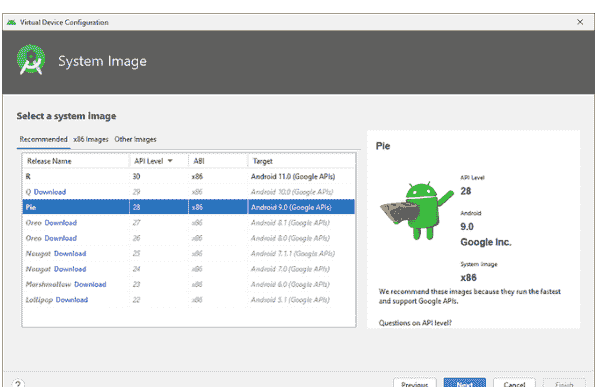 Virtual Device Configuration
System Image
Select a system image
Recommended x86 Images Other Images
Release Name API Level ABI Target
R 30 x86 Android 11.0 (Google APIs)
Q Download 29 x86 Android 10.0 (Google APIs)
Pie 28 x86 Android 9.0 (Google APIs)
Oreo Download 27 x86 Android 8.1 (Google APIs)
Oreo Download 26 x86 Android 8.0 (Google APIs)
Nougat Download 25 x86 Android 7.1.1 (Google APIs)
Nougat Download 24 x86 Android 7.0 (Google APIs)
Marshmallow Download 23 x86 Android 6.0 (Google APIs)
Lollipop Download 22 x86 Android 5.1 (Google APIs)
Pie
API Level
28
Android
9.0
Google Inc.
System Image
x86
We recommend these images because they run the fastest
and support Google APIs.
Questions on API level?
? Previous Next Cancel Finish